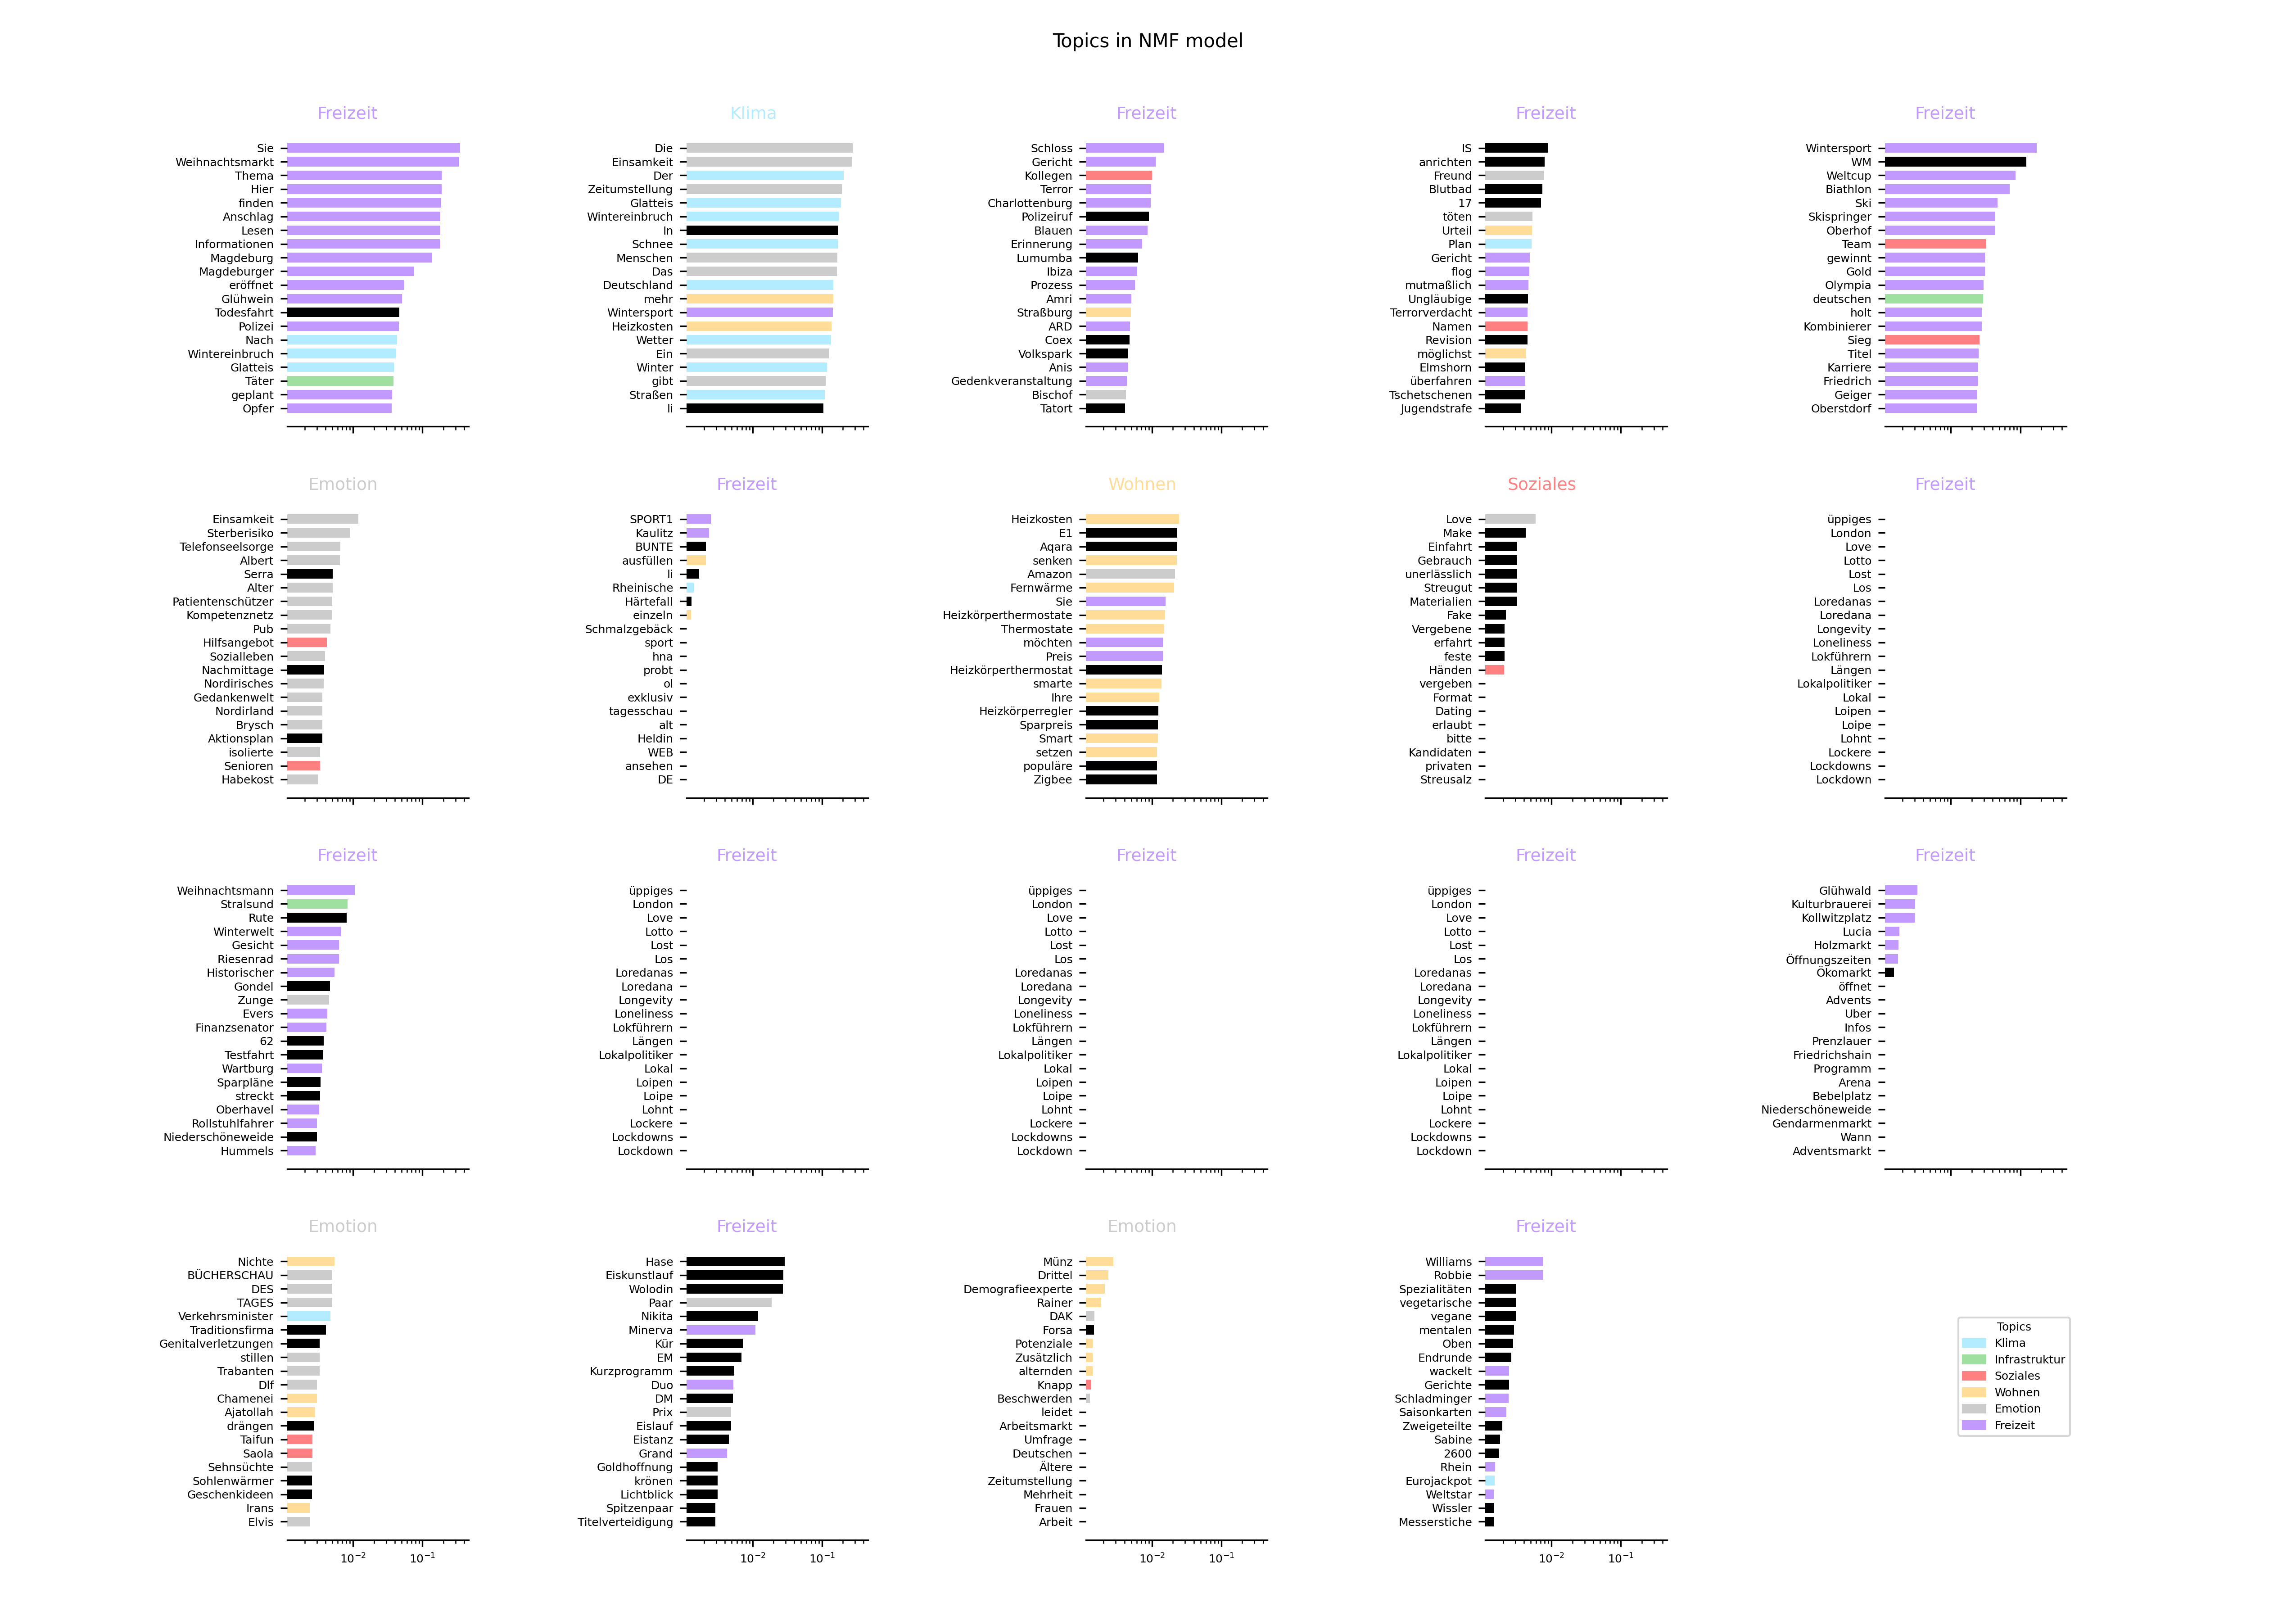 Topics in NMF model
Freizeit
Sie
Weihnachtsmarkt
Thema
Hier
finden
Anschlag
Lesen
Informationen
Magdeburg
Magdeburger
eröffnet
Glühwein
Todesfahrt
Polizei
Nach
Wintereinbruch
Glatteis
Täter
geplant
Opfer
Klima
Die
Einsamkeit
Der
Zeitumstellung
Glatteis
Wintereinbruch
In
Schnee
Menschen
Das
Deutschland
mehr
Wintersport
Heizkosten
Wetter
Ein
Winter
gibt
Straßen
li
Freizeit
Schloss
Gericht
Kollegen
Terror
Charlottenburg
Polizeiruf
Blauen
Erinnerung
Lumumba
Ibiza
Prozess
Amri
Straßburg
ARD
Coex
Volkspark
Anis
Gedenkveranstaltung
Bischof
Tatort
Freizeit
IS
anrichten
Freund
Blutbad
17
töten
Urteil
Plan
Gericht
flog
mutmaßlich
Ungläubige
Terrorverdacht
Namen
Revision
möglichst
Elmshorn
überfahren
Tschetschenen
Jugendstrafe
Freizeit
Wintersport
WM
Weltcup
Biathlon
Ski
Skispringer
Oberhof
Team
gewinnt
Gold
Olympia
deutschen
holt
Kombinierer
Sieg
Titel
Karriere
Friedrich
Geiger
Oberstdorf
Emotion
Einsamkeit
Sterberisiko
Telefonseelsorge
Albert
Serra
Alter
Patientenschützer
Kompetenznetz
Pub
Hilfsangebot
Sozialleben
Nachmittage
Nordirisches
Gedankenwelt
Nordirland
Brysch
Aktionsplan
isolierte
Senioren
Habekost
Freizeit
SPORT1
Kaulitz
BUNTE
ausfüllen
li
Rheinische
Härtefall
einzeln
Schmalzgebäck
sport
hna
probt
ol
exklusiv
tagesschau
alt
Heldin
WEB
ansehen
DE
Wohnen
Heizkosten
E1
Aqara
senken
Amazon
Fernwärme
Sie
Heizkörperthermostate
Thermostate
möchten
Preis
Heizkörperthermostat
smarte
Ihre
Heizkörperregler
Sparpreis
Smart
setzen
populäre
Zigbee
Soziales
Love
Make
Einfahrt
Gebrauch
unerlässlich
Streugut
Materialien
Fake
Vergebene
erfahrt
feste
Händen
vergeben
Format
Dating
erlaubt
bitte
Kandidaten
privaten
Streusalz
Freizeit
üppiges
London
Love
Lotto
Lost
Los
Loredanas
Loredana
Longevity
Loneliness
Lokführern
Längen
Lokalpolitiker
Lokal
Loipen
Loipe
Lohnt
Lockere
Lockdowns
Lockdown
Freizeit
Weihnachtsmann
Stralsund
Rute
Winterwelt
Gesicht
Riesenrad
Historischer
Gondel
Zunge
Evers
Finanzsenator
62
Testfahrt
Wartburg
Sparpläne
streckt
Oberhavel
Rollstuhlfahrer
Niederschöneweide
Hummels
Freizeit
üppiges
London
Love
Lotto
Lost
Los
Loredanas
Loredana
Longevity
Loneliness
Lokführern
Längen
Lokalpolitiker
Lokal
Loipen
Loipe
Lohnt
Lockere
Lockdowns
Lockdown
Freizeit
üppiges
London
Love
Lotto
Lost
Los
Loredanas
Loredana
Longevity
Loneliness
Lokführern
Längen
Lokalpolitiker
Lokal
Loipen
Loipe
Lohnt
Lockere
Lockdowns
Lockdown
Freizeit
üppiges
London
Love
Lotto
Lost
Los
Loredanas
Loredana
Longevity
Loneliness
Lokführern
Längen
Lokalpolitiker
Lokal
Loipen
Loipe
Lohnt
Lockere
Lockdowns
Lockdown
Freizeit
Glühwald
Kulturbrauerei
Kollwitzplatz
Lucia
Holzmarkt
Öffnungszeiten
Ökomarkt
öffnet
Advents
Uber
Infos
Prenzlauer
Friedrichshain
Programm
Arena
Bebelplatz
Niederschöneweide
Gendarmenmarkt
Wann
Adventsmarkt
Emotion
Nichte
BÜCHERSCHAU
DES
TAGES
Verkehrsminister
Traditionsfirma
Genitalverletzungen
stillen
Trabanten
Dlf
Chamenei
Ajatollah
drängen
Taifun
Saola
Sehnsüchte
Sohlenwärmer
Geschenkideen
Irans
Elvis
10⁻² 10⁻¹
Freizeit
Hase
Eiskunstlauf
Wolodin
Paar
Nikita
Minerva
Kür
EM
Kurzprogramm
Duo
DM
Prix
Eislauf
Eistanz
Grand
Goldhoffnung
krönen
Lichtblick
Spitzenpaar
Titelverteidigung
10⁻² 10⁻¹
Emotion
Münz
Drittel
Demografieexperte
Rainer
DAK
Forsa
Potenziale
Zusätzlich
alternden
Knapp
Beschwerden
leidet
Arbeitsmarkt
Umfrage
Deutschen
Ältere
Zeitumstellung
Mehrheit
Frauen
Arbeit
10⁻² 10⁻¹
Freizeit
Williams
Robbie
Spezialitäten
vegetarische
vegane
mentalen
Oben
Endrunde
wackelt
Gerichte
Schladminger
Saisonkarten
Zweigeteilte
Sabine
2600
Rhein
Eurojackpot
Weltstar
Wissler
Messerstiche
10⁻² 10⁻¹
Topics
Klima
Infrastruktur
Soziales
Wohnen
Emotion
Freizeit